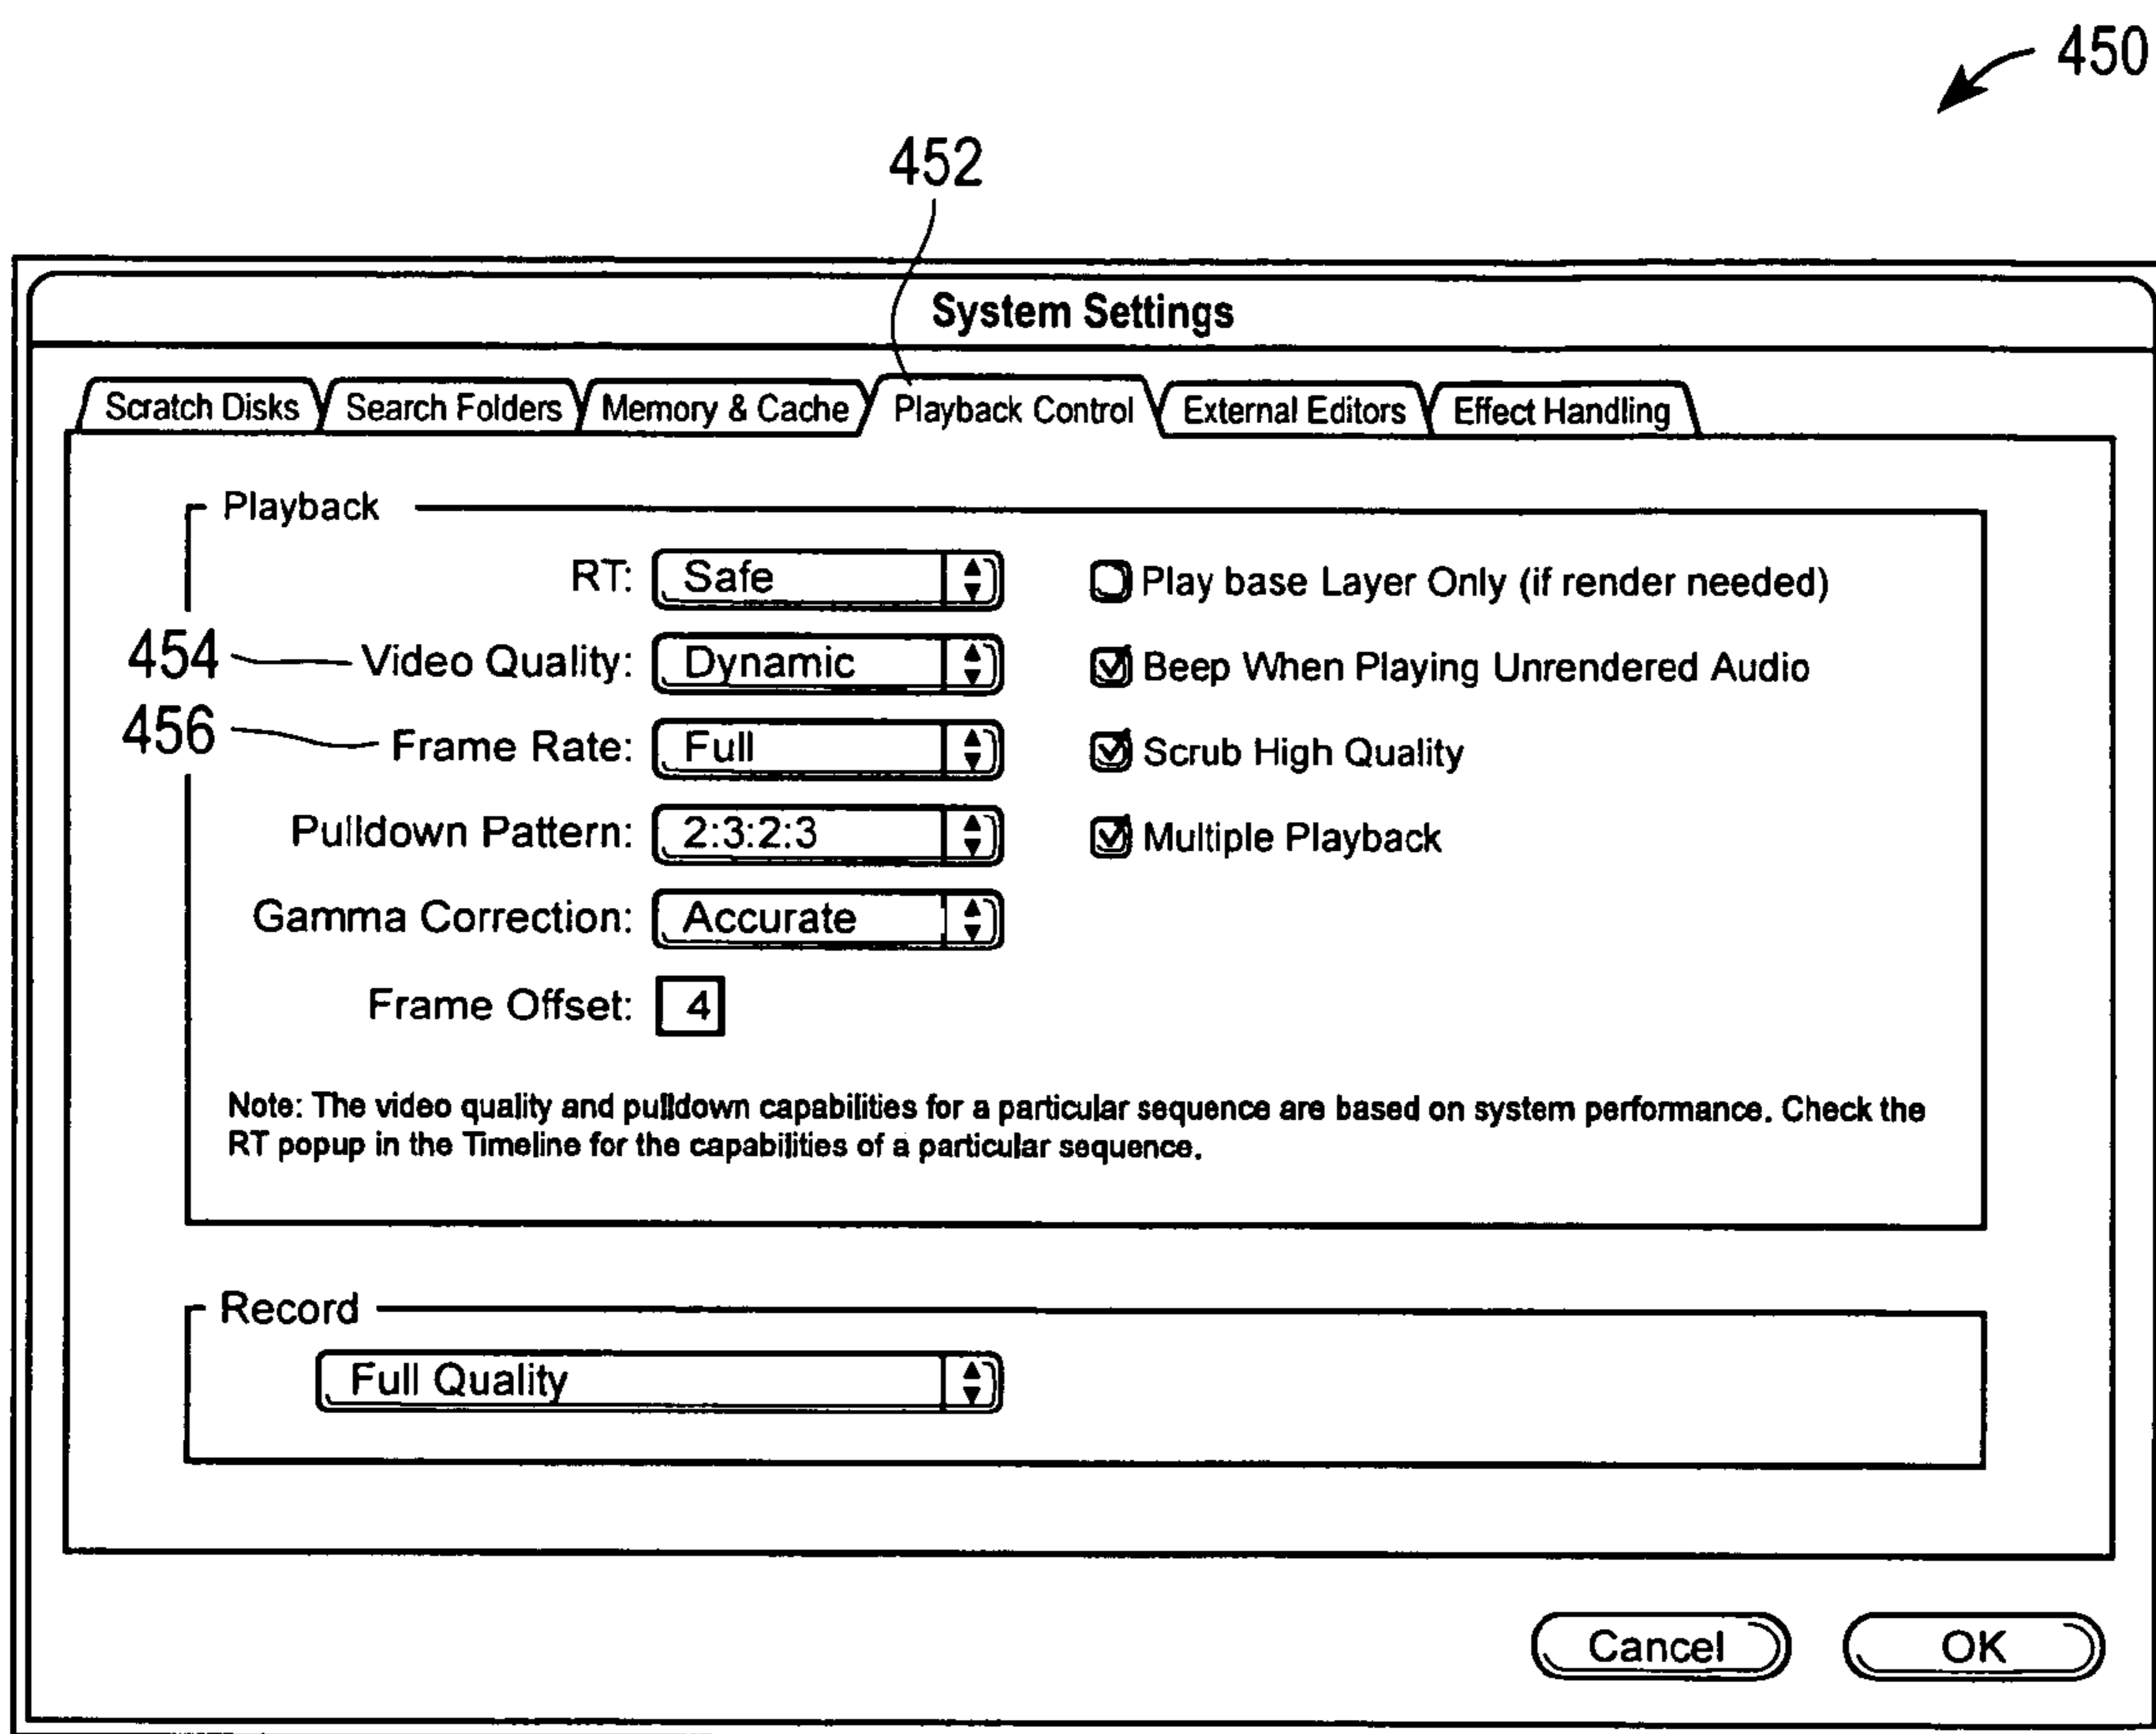 450
452
System Settings
Scratch Disks Search Folders Memory & Cache Playback Control External Editors Effect Handling
Playback
RT: Safe
Play base Layer Only (if render needed)
454 Video Quality: Dynamic
Beep When Playing Unrendered Audio
456 Frame Rate: Full
Scrub High Quality
Pulldown Pattern: 2:3:2:3
Multiple Playback
Gamma Correction: Accurate
Frame Offset: 4
Note: The video quality and pulldown capabilities for a particular sequence are based on system performance. Check the
RT popup in the Timeline for the capabilities of a particular sequence.
Record
Full Quality
Cancel OK